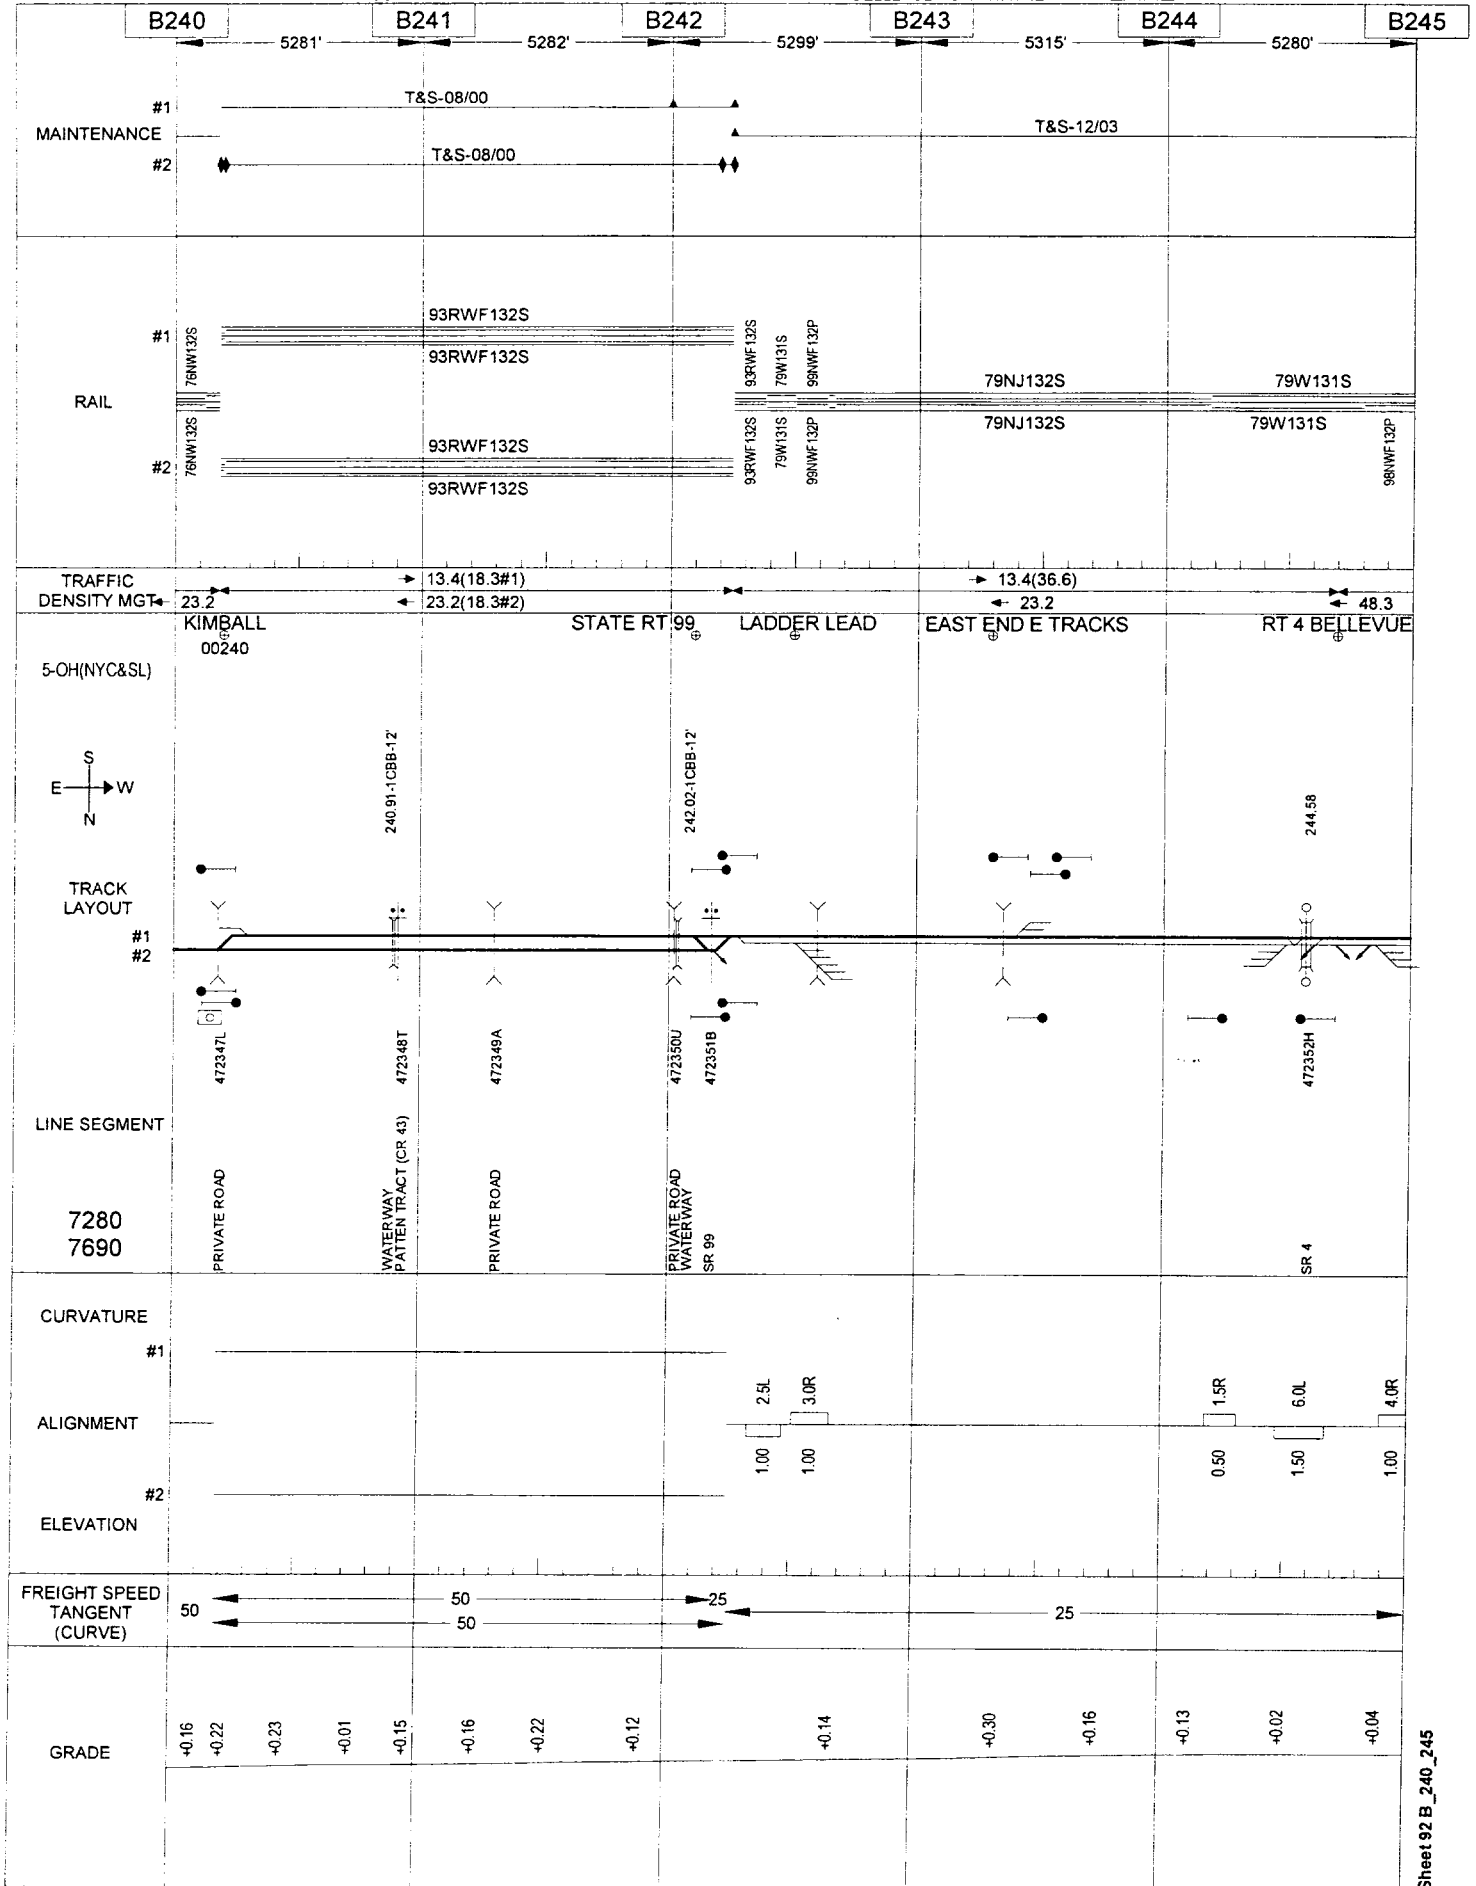 B240 B241 B242 B243 B244 B245
5281' 5282' 5299' 5315' 5280'
#1 T&S-08/00
MAINTENANCE T&S-12/03
#2 T&S-08/00
93RWF132S
#1 76NW132S 93RWF132S 93RWF132S 79W131S 99NWF132P
RAIL 79NJ132S 79W131S
79NJ132S 79W131S
93RWF132S
#2 76NW132S 93RWF132S 93RWF132S 79W131S 99NWF132P 98NWF132P
TRAFFIC 13.4(18.3#1) 13.4(36.6)
DENSITY MGT 23.2 23.2(18.3#2) 23.2 48.3
KIMBALL STATE RT 99 LADDER LEAD EAST END E TRACKS RT 4 BELLEVUE
00240
5-OH(NYC&SL)
S
E W
N
240.91-1CBB-12' 242.02-1CBB-12' 244.58
TRACK
LAYOUT
#1
#2
472347L 472348T 472349A 472350U 472351B 472352H
LINE SEGMENT
7280
7690
PRIVATE ROAD
WATERWAY
PATTEN TRACT (CR 43)
PRIVATE ROAD
PRIVATE ROAD
WATERWAY
SR 99
SR 4
CURVATURE
#1
2.5L 3.0R 1.5R 6.0L 4.0R
ALIGNMENT
1.00 1.00 0.50 1.50 1.00
#2
ELEVATION
FREIGHT SPEED
TANGENT
(CURVE)
50 50 25 25
50
GRADE +0.16 +0.22 +0.23 +0.01 +0.15 +0.16 +0.22 +0.12 +0.14 +0.30 +0.16 +0.13 +0.02 +0.04
Sheet 92 B_240_245